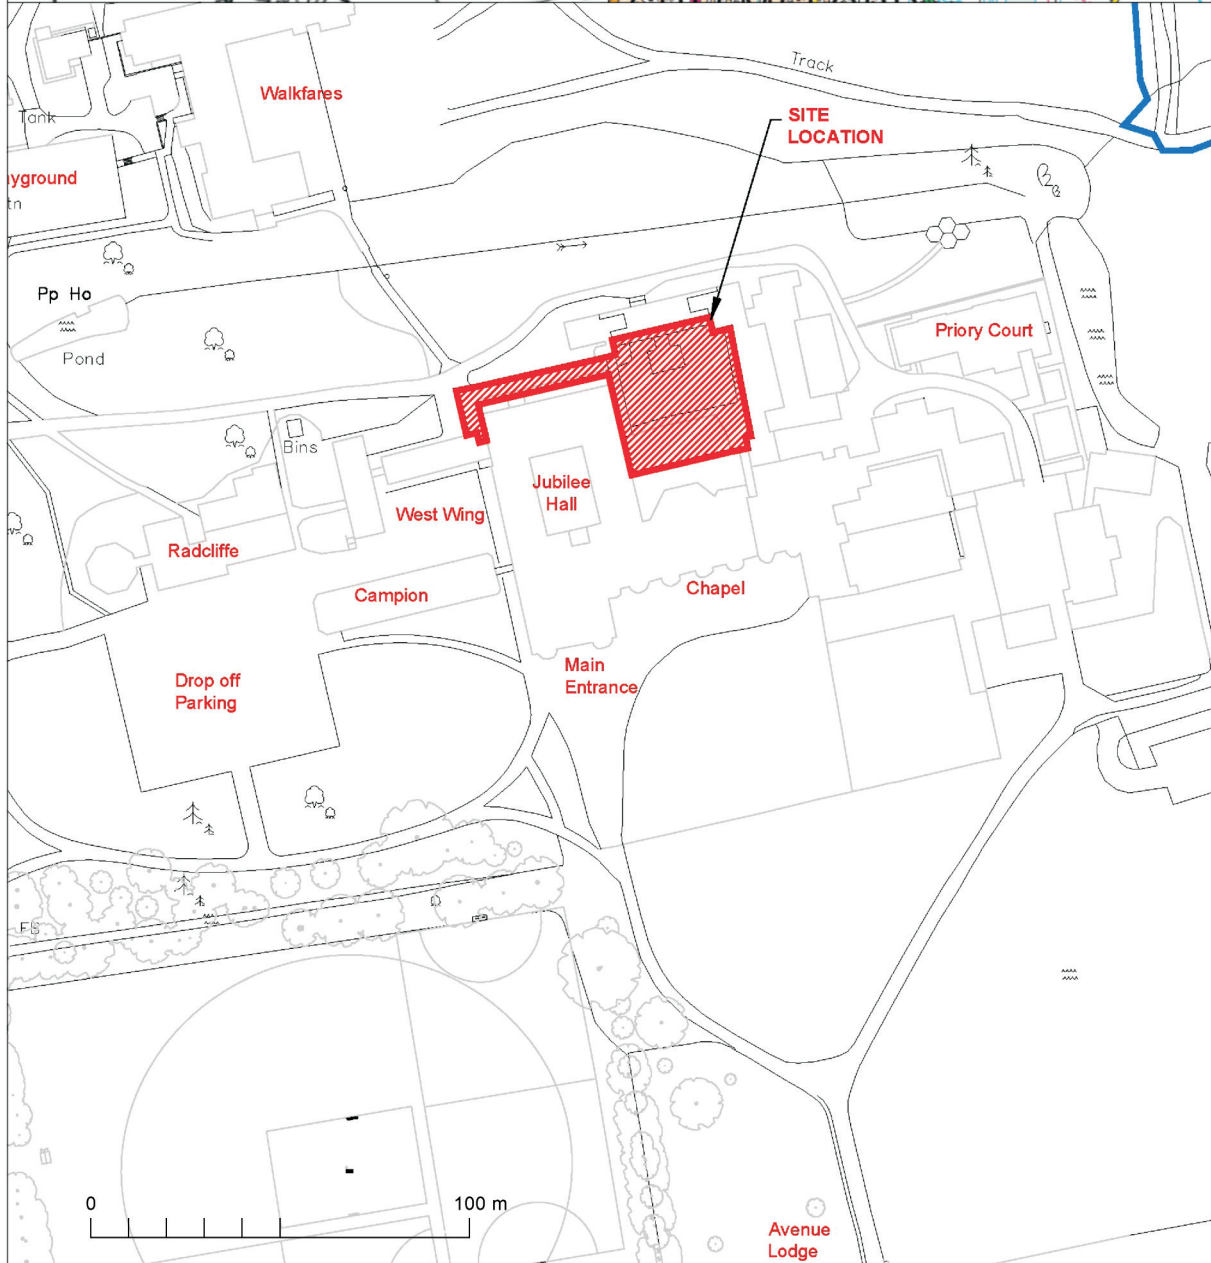 Track
Walkfares
SITE
LOCATION
Tank
yground
tn
Pp Ho
Priory Court
Pond
Bins
Jubilee
Hall
West Wing
Radcliffe
Campion
Chapel
Main
Entrance
Drop off
Parking
FS
0
100 m
Avenue
Lodge